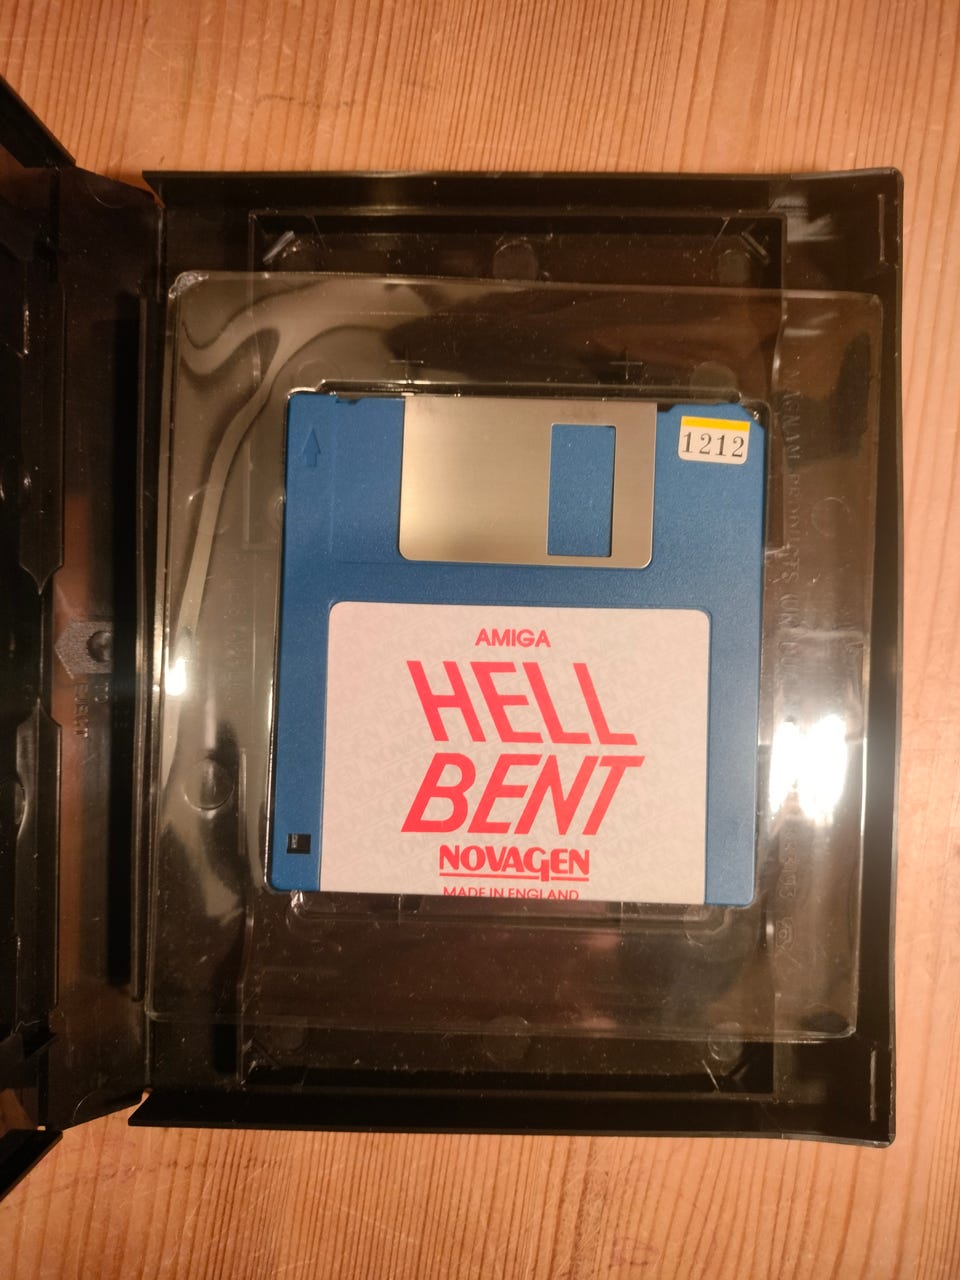 1212
AMIGA
HELL
BENT
NOVAGEN
MADE IN ENGLAND